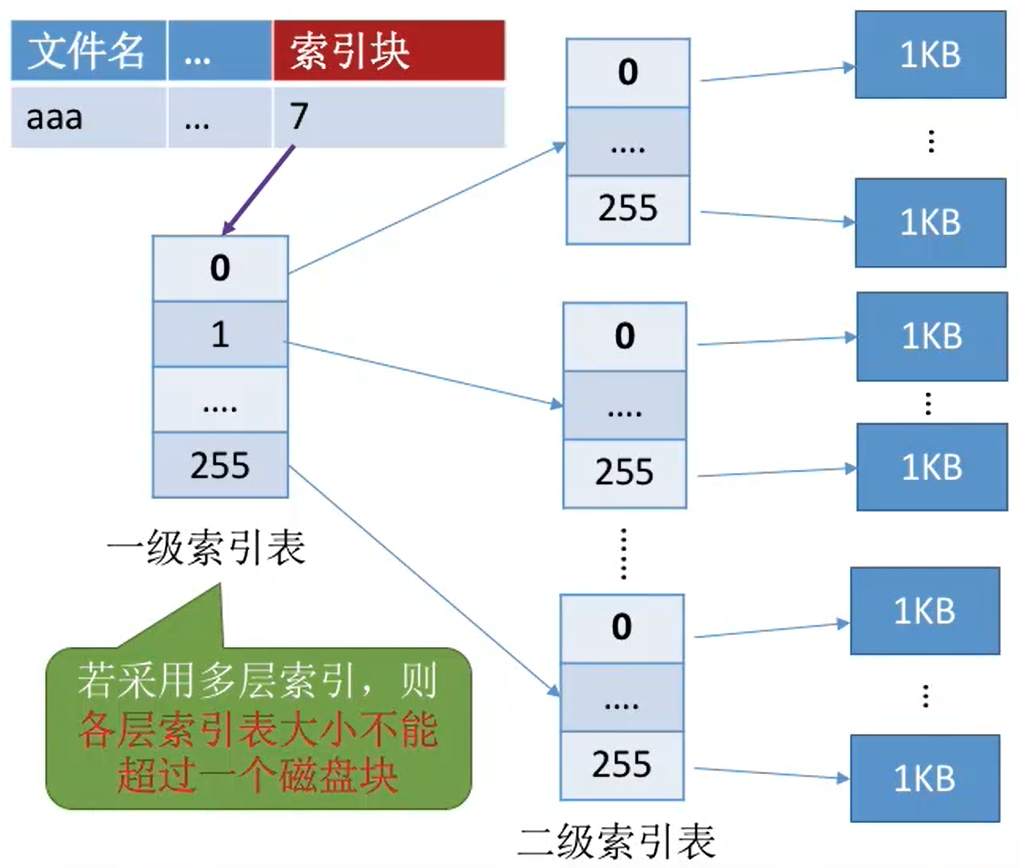 文件名 ... 索引块
aaa ... 7
0
1
....
255
一级索引表
若采用多层索引，则
各层索引表大小不能
超过一个磁盘块
0
....
255
0
....
255
0
....
255
二级索引表
1KB
1KB
1KB
1KB
1KB
1KB